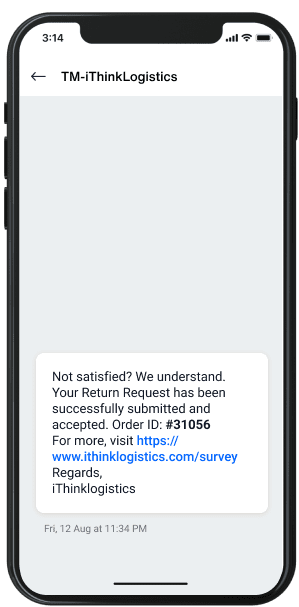 3:14
TM-iThinkLogistics
Not satisfied? We understand.
Your Return Request has been
successfully submitted and
accepted. Order ID: #31056
For more, visit https://
www.ithinklogistics.com/survey
Regards,
iThinklogistics
Fri, 12 Aug at 11:34 PM